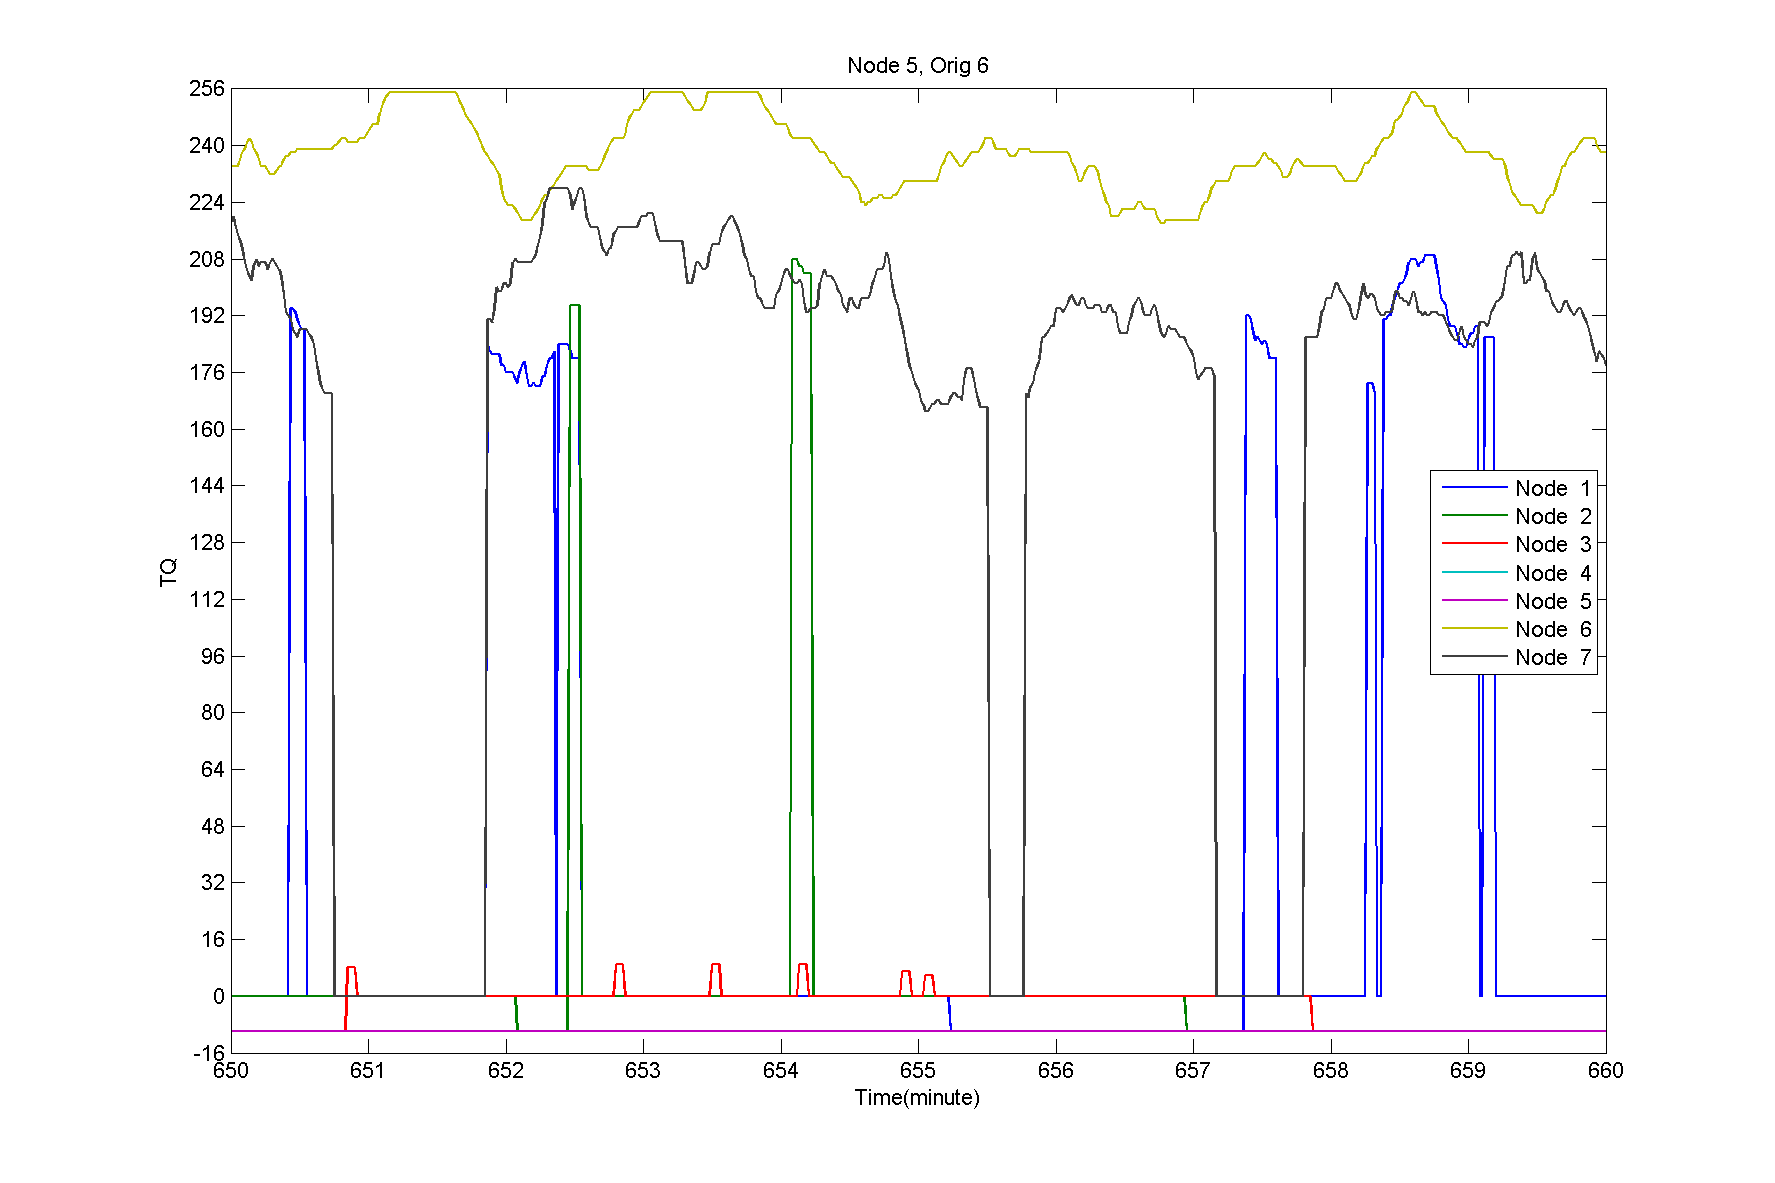 Node 5, Orig 6
256
240
224
208
192
176
160
144
128
112
96
80
64
48
32
16
0
-16
TQ
Node 1
Node 2
Node 3
Node 4
Node 5
Node 6
Node 7
650 651 652 653 654 655 656 657 658 659 660
Time(minute)